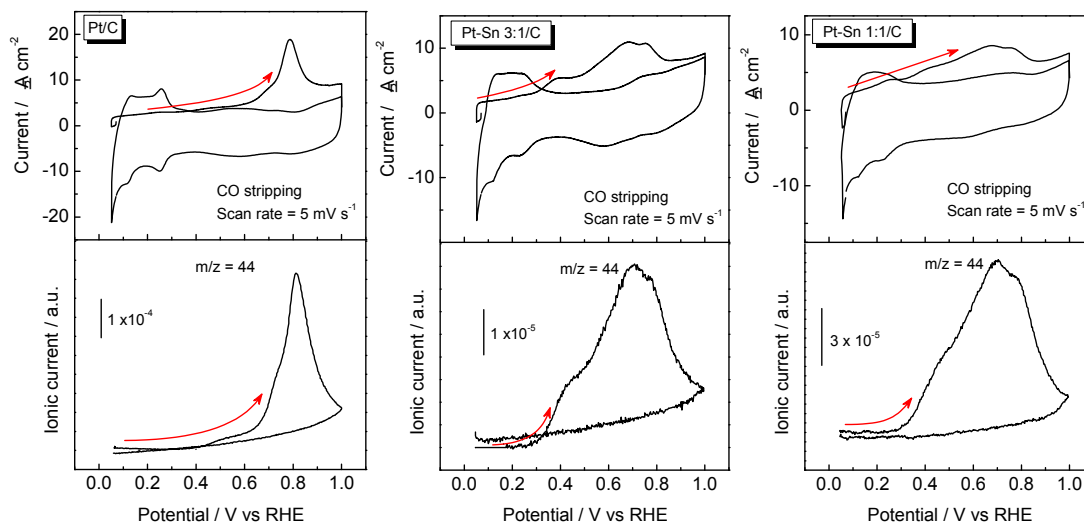 Pt/C
Current / A cm-2
20
10
0
-10
-20
CO stripping
Scan rate = 5 mV s-1
Ionic current / a.u.
m/z = 44
1 x10-4
0.0 0.2 0.4 0.6 0.8 1.0
Potential / V vs RHE
Pt-Sn 3:1/C
Current / A cm-2
10
0
-10
CO stripping
Scan rate = 5 mV s-1
Ionic current / a.u.
m/z = 44
1 x10-5
0.0 0.2 0.4 0.6 0.8 1.0
Potential / V vs RHE
Pt-Sn 1:1/C
Current / A cm-2
10
0
-10
CO stripping
Scan rate = 5 mV s-1
Ionic current / a.u.
m/z = 44
3 x 10-5
0.0 0.2 0.4 0.6 0.8 1.0
Potential / V vs RHE